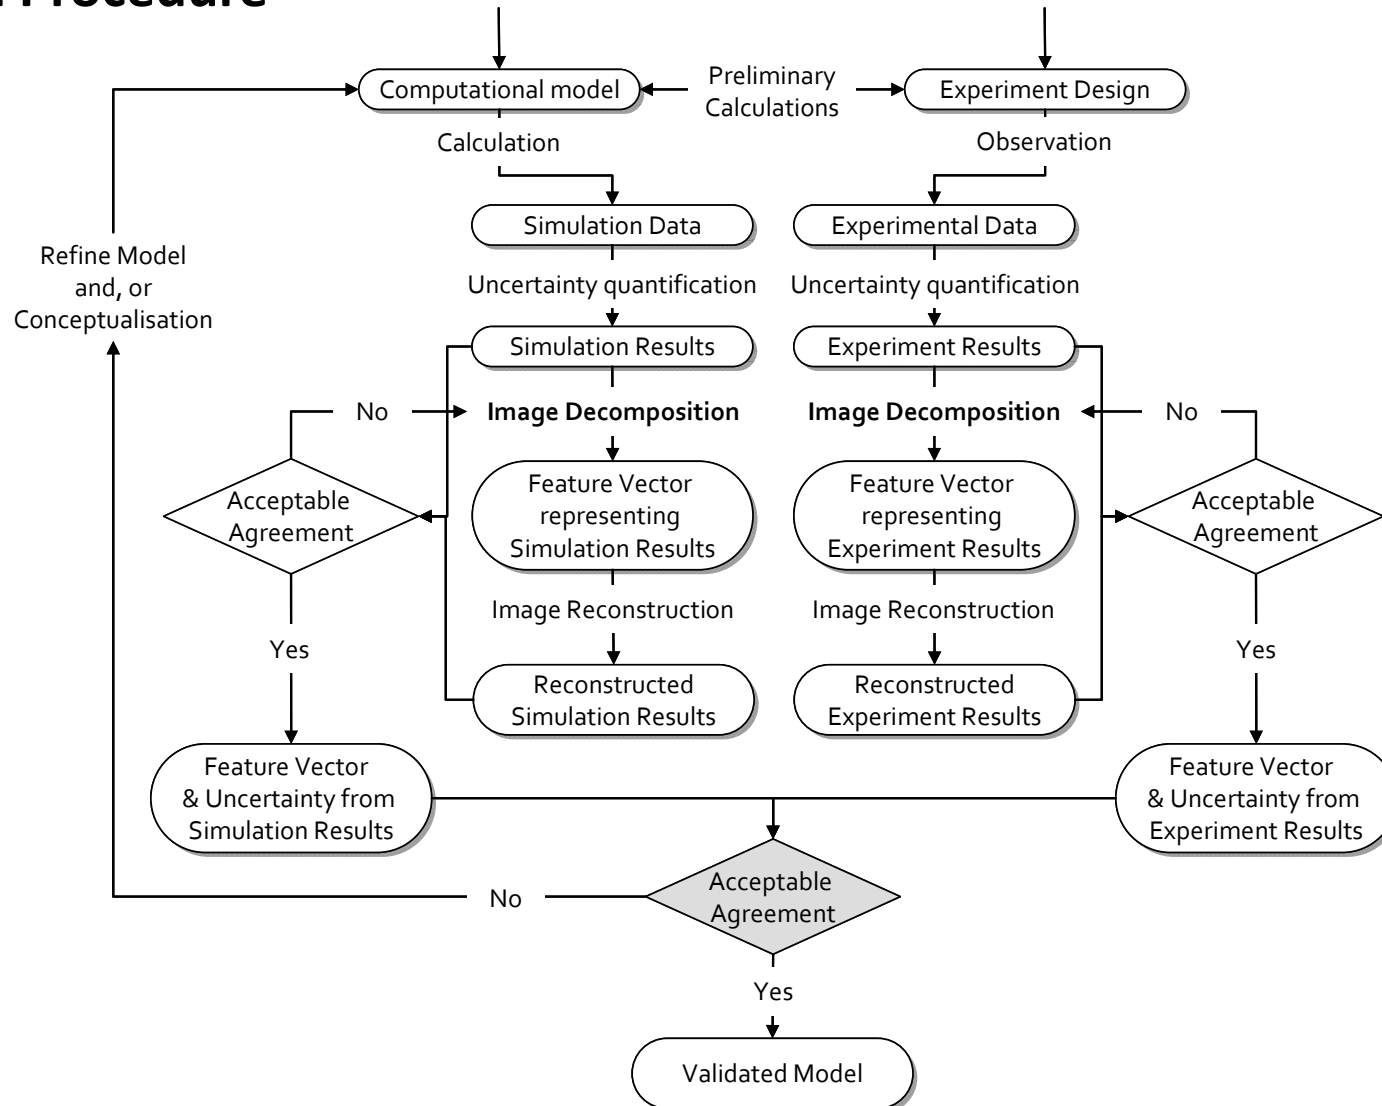 Procedure
Preliminary
Calculations
Computational model
Experiment Design
Calculation
Observation
Simulation Data
Experimental Data
Refine Model
and, or
Conceptualisation
Uncertainty quantification
Uncertainty quantification
Simulation Results
Experiment Results
No
Image Decomposition
Image Decomposition
No
Acceptable
Agreement
Feature Vector
representing
Simulation Results
Feature Vector
representing
Experiment Results
Acceptable
Agreement
Image Reconstruction
Image Reconstruction
Yes
Yes
Reconstructed
Simulation Results
Reconstructed
Experiment Results
Feature Vector
& Uncertainty from
Simulation Results
Feature Vector
& Uncertainty from
Experiment Results
Acceptable
Agreement
No
Yes
Validated Model